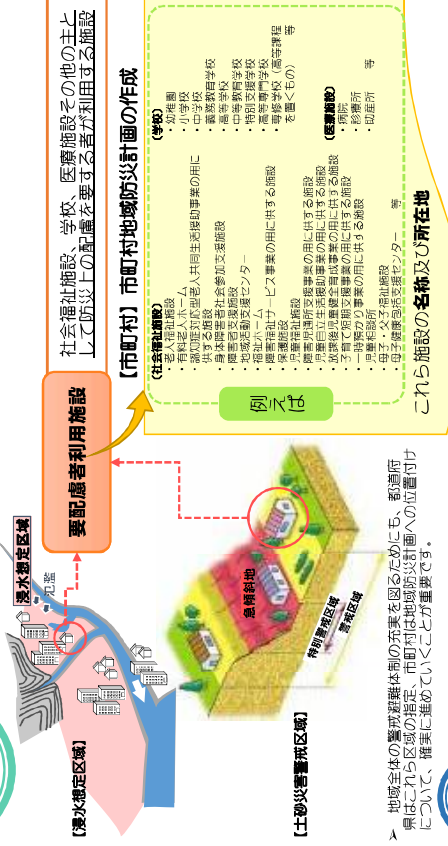 要配慮者利用施設
社会福祉施設、学校、医療施設その他の主と
して防災上の配慮を要する者が利用する施設
浸水想定区域
氾濫
【浸水想定区域】
【土砂災害警戒区域】
急傾斜地
特別警戒区域
警戒区域
【市町村】市町村地域防災計画の作成
例えば
(社会福祉施設)
・老人福祉施設
・有料老人ホーム
・認知症対応型老人共同生活援助事業の用に
供する施設
・身体障害者社会参加支援施設
・障害者支援施設
・地域活動支援センター
・福祉ホーム
・障害福祉サービス事業の用に供する施設
・保護施設
・児童福祉施設
・障害児通所支援事業の用に供する施設
・児童自立生活援助事業の用に供する施設
・放課後児童健全育成事業の用に供する施設
・子育て短期支援事業の用に供する施設
・一時預かり事業の用に供する施設
・児童相談所
・母子・父子福祉施設
・母子健康包括支援センター 等
(学校)
・幼稚園
・小学校
・中学校
・義務教育学校
・高等学校
・中等教育学校
・特別支援学校
・高等専門学校
・専修学校(高等課程
を置くもの) 等
(医療施設)
・病院
・診療所
・助産所 等
これら施設の名称及び所在地
➢ 地域全体の警戒避難体制の充実を図るためにも、都道府
県はこれら区域の指定、市町村は地域防災計画への位置付け
について、確実に進めていくことが重要です。